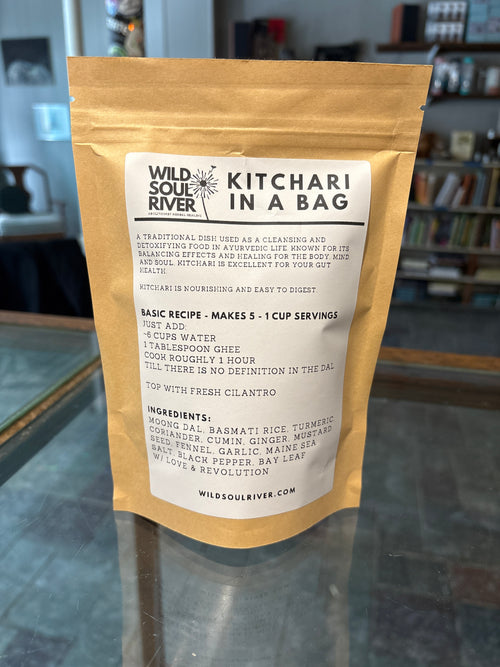 WILD
SOUL
RIVER
KITCHARI
IN A BAG
A TRADITIONAL DISH USED AS A CLEANSING AND
DETOXIFYING FOOD IN AYURVEDIC LIFE. KNOWN FOR ITS
BALANCING EFFECTS AND HEALING FOR THE BODY, MIND
AND SOUL. KITCHARI IS EXCELLENT FOR YOUR GUT
HEALTH.
KITCHARI IS NOURISHING AND EASY TO DIGEST.
BASIC RECIPE - MAKES 5 - 1 CUP SERVINGS
JUST ADD:
~6 CUPS WATER
1 TABLESPOON GHEE
COOK ROUGHLY 1 HOUR
TILL THERE IS NO DEFINITION IN THE DAL
TOP WITH FRESH CILANTRO
INGREDIENTS:
MOONG DAL, BASMATI RICE, TURMERIC
CORIANDER, CUMIN, GINGER, MUSTARD
SEED, FENNEL, GARLIC, MAINE SEA
SALT, BLACK PEPPER, BAY LEAF
W/ LOVE & REVOLUTION
WILDSOULRIVER.COM